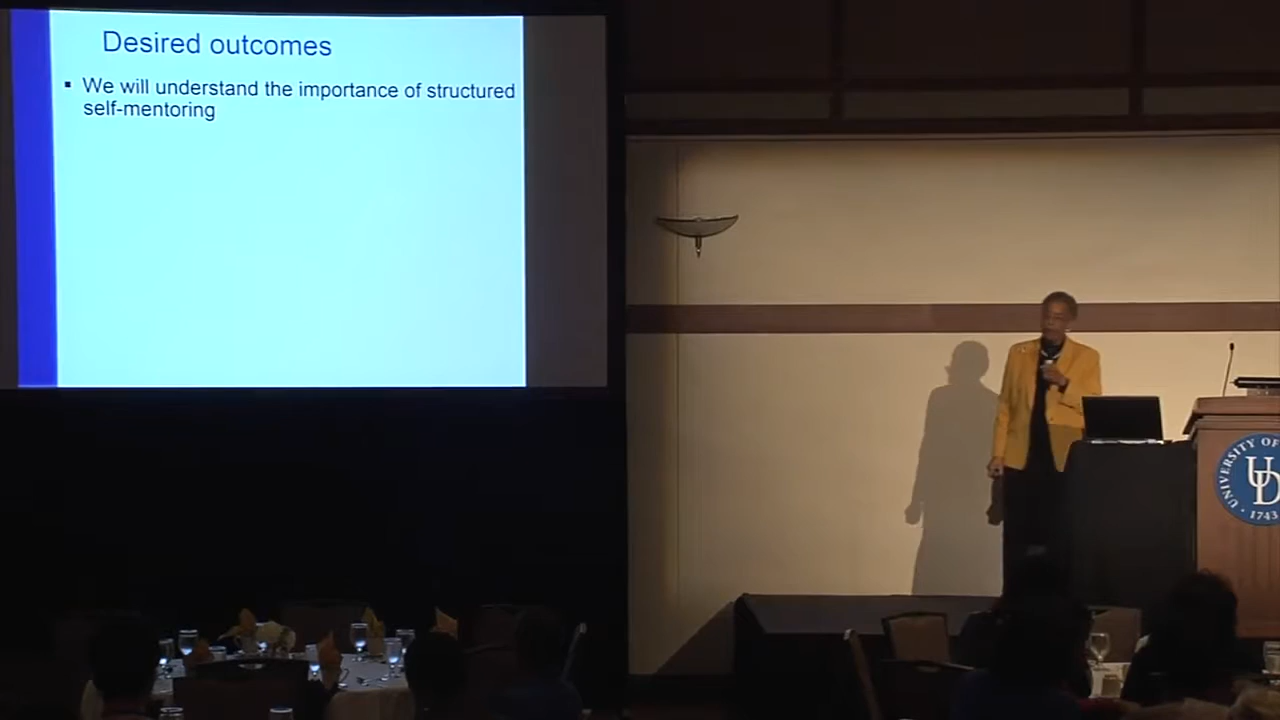 Desired outcomes
▪ We will understand the importance of structured
self-mentoring
UNIVERSITY OF
UD
· 1743